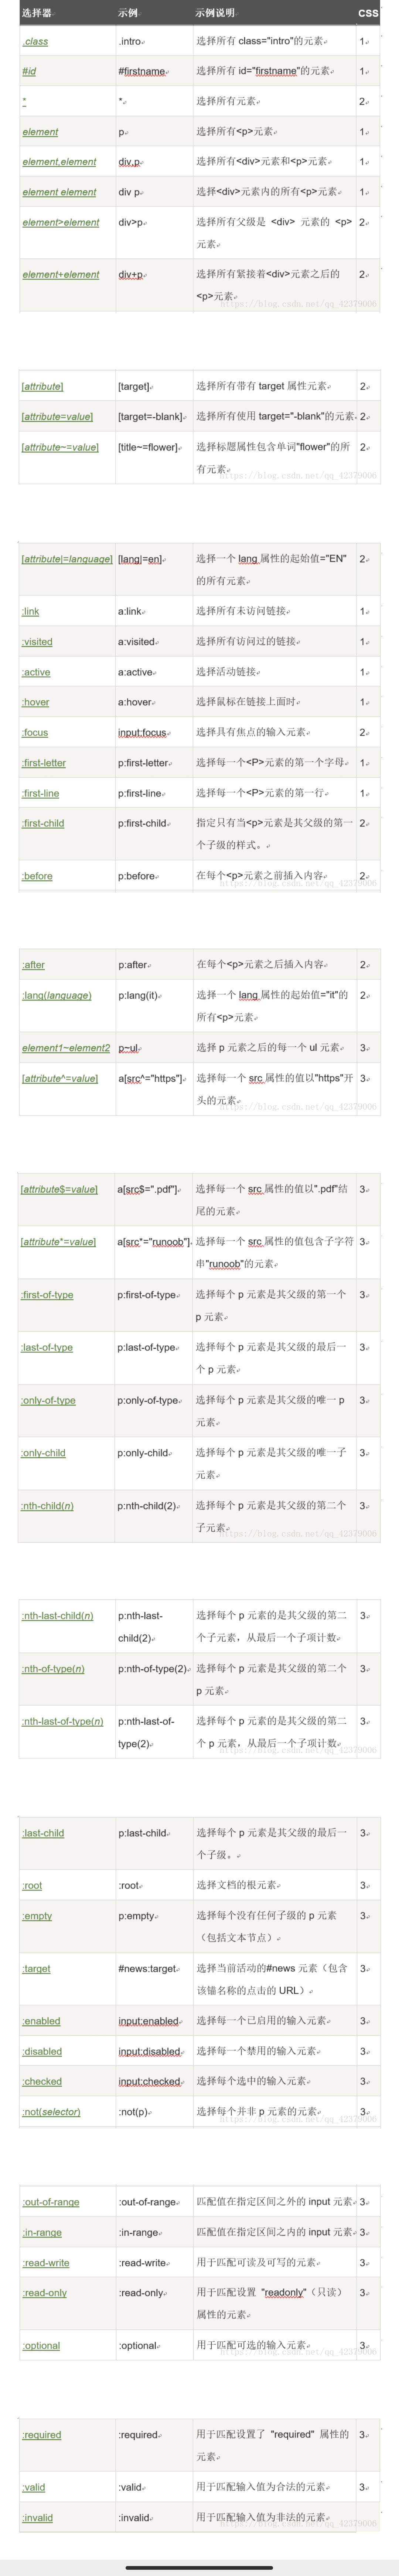 选择器 示例 示例说明 CSS
.class .intro 选择所有 class="intro"的元素 1
#id #firstname 选择所有 id="firstname"的元素 1
* * 选择所有元素 2
element p 选择所有<p>元素 1
element,element div,p 选择所有<div>元素和<p>元素 1
element element div p 选择<div>元素内的所有<p>元素 1
element>element div>p 选择所有父级是 <div> 元素的 <p> 2
元素
element+element div+p 选择所有紧接着<div>元素之后的 2
<p>元素
https://blog.csdn.net/qq_42379006
[attribute] [target] 选择所有带有 target 属性元素 2
[attribute=value] [target=-blank] 选择所有使用 target="-blank"的元素 2
[attribute~=value] [title~=flower] 选择标题属性包含单词"flower"的所 2
有元素
https://blog.csdn.net/qq_42379006
[attribute|=language] [lang|=en] 选择一个 lang 属性的起始值="EN" 2
的所有元素
:link a:link 选择所有未访问链接 1
:visited a:visited 选择所有访问过的链接 1
:active a:active 选择活动链接 1
:hover a:hover 选择鼠标在链接上面时 1
:focus input:focus 选择具有焦点的输入元素 2
:first-letter p:first-letter 选择每一个<P>元素的第一个字母 1
:first-line p:first-line 选择每一个<P>元素的第一行 1
:first-child p:first-child 指定只有当<p>元素是其父级的第一 2
个子级的样式。
:before p:before 在每个<p>元素之前插入内容 2
https://blog.csdn.net/qq_42379006
:after p:after 在每个<p>元素之后插入内容 2
:lang(language) p:lang(it) 选择一个 lang 属性的起始值="it"的 2
所有<p>元素
element1~element2 p~ul 选择 p 元素之后的每一个 ul 元素 3
[attribute^=value] a[src^="https"] 选择每一个 src 属性的值以"https"开 3
头的元素
https://blog.csdn.net/qq_42379006
[attribute$=value] a[src$=".pdf"] 选择每一个 src 属性的值以".pdf"结 3
尾的元素
[attribute*=value] a[src*="runoob"] 选择每一个 src 属性的值包含子字符 3
串"runoob"的元素
:first-of-type p:first-of-type 选择每个 p 元素是其父级的第一个 3
p 元素
:last-of-type p:last-of-type 选择每个 p 元素是其父级的最后一 3
个 p 元素
:only-of-type p:only-of-type 选择每个 p 元素是其父级的唯一 p 3
元素
:only-child p:only-child 选择每个 p 元素是其父级的唯一子 3
元素
:nth-child(n) p:nth-child(2) 选择每个 p 元素是其父级的第二个 3
子元素
https://blog.csdn.net/qq_42379006
:nth-last-child(n) p:nth-last- 选择每个 p 元素的是其父级的第二 3
child(2) 个子元素，从最后一个子项计数
:nth-of-type(n) p:nth-of-type(2) 选择每个 p 元素是其父级的第二个 3
p 元素
:nth-last-of-type(n) p:nth-last-of- 选择每个 p 元素的是其父级的第二 3
type(2) 个 p 元素，从最后一个子项计数
https://blog.csdn.net/qq_42379006
:last-child p:last-child 选择每个 p 元素是其父级的最后一 3
个子级。
:root :root 选择文档的根元素 3
:empty p:empty 选择每个没有任何子级的 p 元素 3
（包括文本节点）
:target #news:target 选择当前活动的#news 元素（包含 3
该锚名称的点击的 URL）
:enabled input:enabled 选择每一个已启用的输入元素 3
:disabled input:disabled 选择每一个禁用的输入元素 3
:checked input:checked 选择每个选中的输入元素 3
:not(selector) :not(p) 选择每个并非 p 元素的元素 3
https://blog.csdn.net/qq_42379006
:out-of-range :out-of-range 匹配值在指定区间之外的 input 元素 3
:in-range :in-range 匹配值在指定区间之内的 input 元素 3
:read-write :read-write 用于匹配可读及可写的元素 3
:read-only :read-only 用于匹配设置 "readonly"（只读） 3
属性的元素
:optional :optional 用于匹配可选的输入元素 3
https://blog.csdn.net/qq_42379006
:required :required 用于匹配设置了 "required" 属性的 3
元素
:valid :valid 用于匹配输入值为合法的元素 3
:invalid :invalid 用于匹配输入值为非法的元素 3
https://blog.csdn.net/qq_42379006